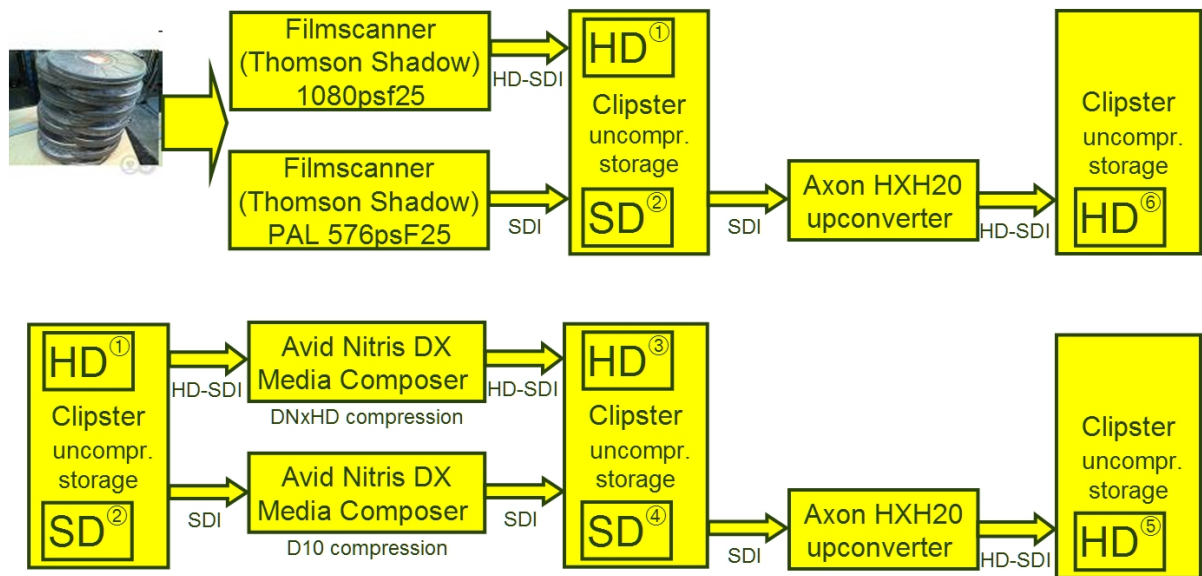 Filmscanner
(Thomson Shadow)
1080psf25
HD-SDI
HD①
Clipster
uncompr.
storage
SD②
Filmscanner
(Thomson Shadow)
PAL 576psF25
SDI
SDI
Axon HXH20
upconverter
HD-SDI
Clipster
uncompr.
storage
HD⑥
HD①
Clipster
uncompr.
storage
SD②
HD-SDI
Avid Nitris DX
Media Composer
DNxHD compression
HD-SDI
SDI
Avid Nitris DX
Media Composer
D10 compression
SDI
HD③
Clipster
uncompr.
storage
SD④
SDI
Axon HXH20
upconverter
HD-SDI
Clipster
uncompr.
storage
HD⑤